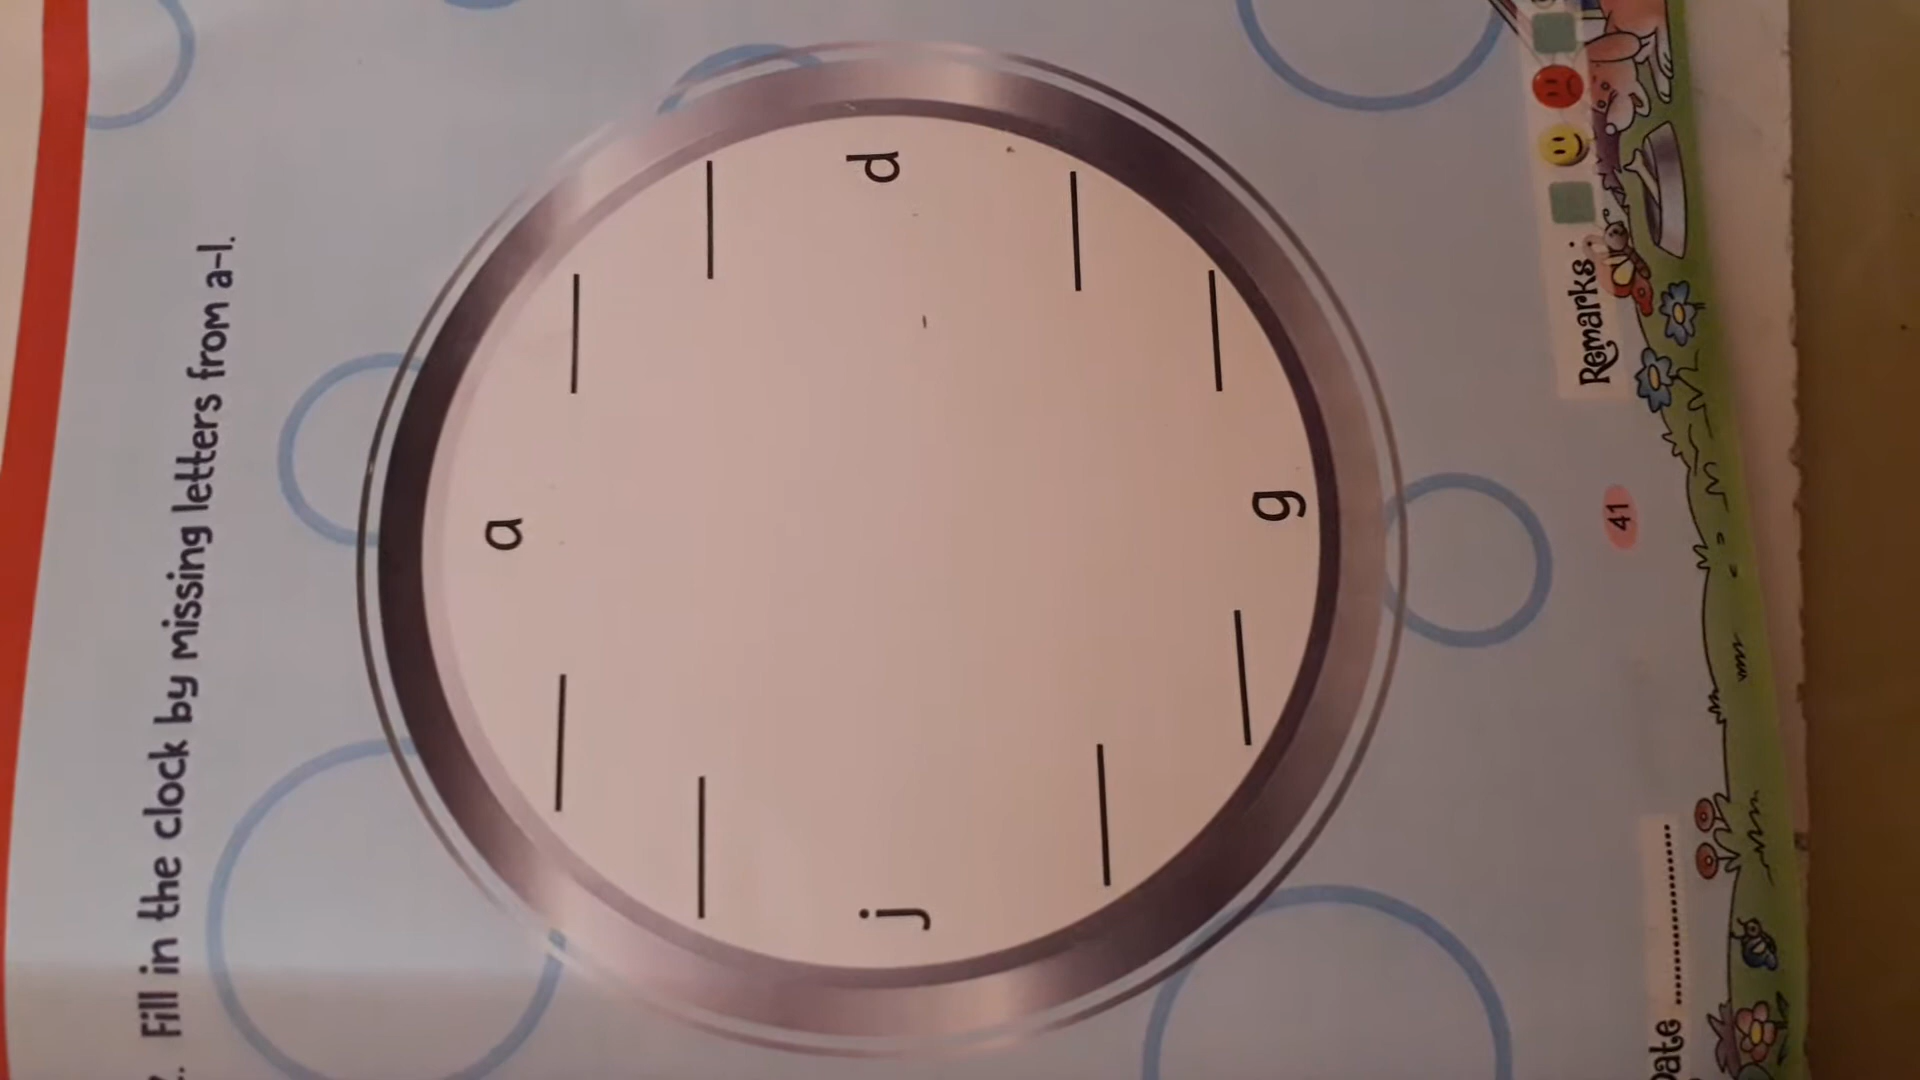 Fill in the clock by missing letters from a-l.
a
d
g
j
Remarks :
41
Date ....................